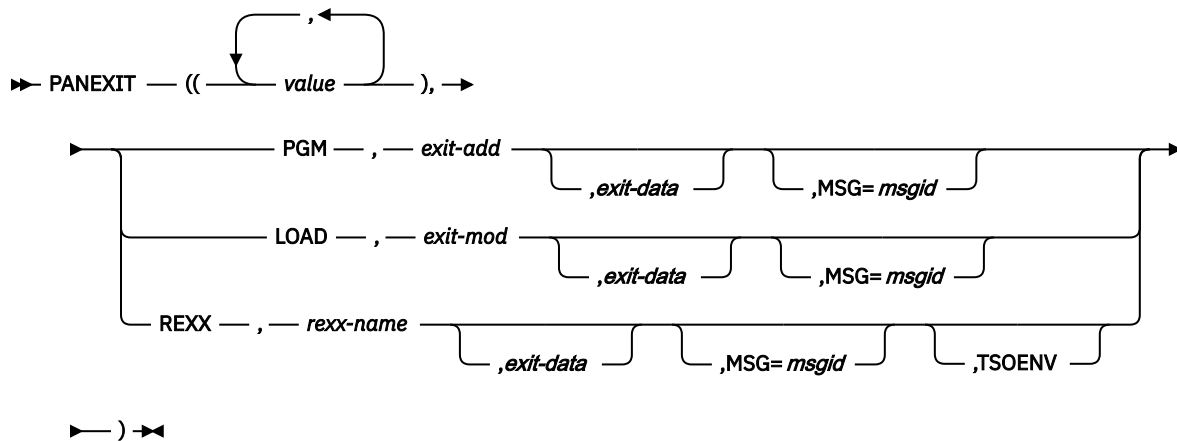 ,
PANEXIT (( value ),
PGM , exit-add
,exit-data ,MSG= msgid
LOAD , exit-mod
,exit-data ,MSG= msgid
REXX , rexx-name
,exit-data ,MSG= msgid ,TSOENV
)